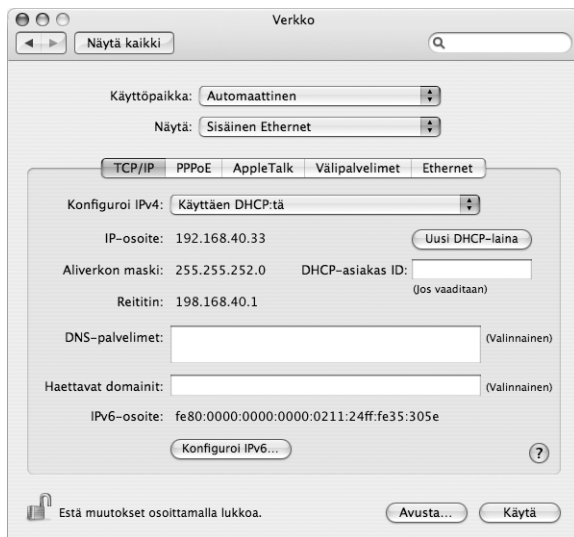 Verkko
Näytä kaikki
Käyttöpaikka: Automaattinen
Näytä: Sisäinen Ethernet
TCP/IP PPPoE AppleTalk Välipalvelimet Ethernet
Konfiguroi IPv4: Käyttäen DHCP:tä
IP-osoite: 192.168.40.33 Uusi DHCP-laina
Aliverkon maski: 255.255.252.0 DHCP-asiakas ID:
(Jos vaaditaan)
Reititin: 198.168.40.1
DNS-palvelimet: (Valinnainen)
Haettavat domainit: (Valinnainen)
IPv6-osoite: fe80:0000:0000:0000:0211:24ff:fe35:305e
Konfiguroi IPv6... ?
Estä muutokset osoittamalla lukkoa. Avusta... Käytä